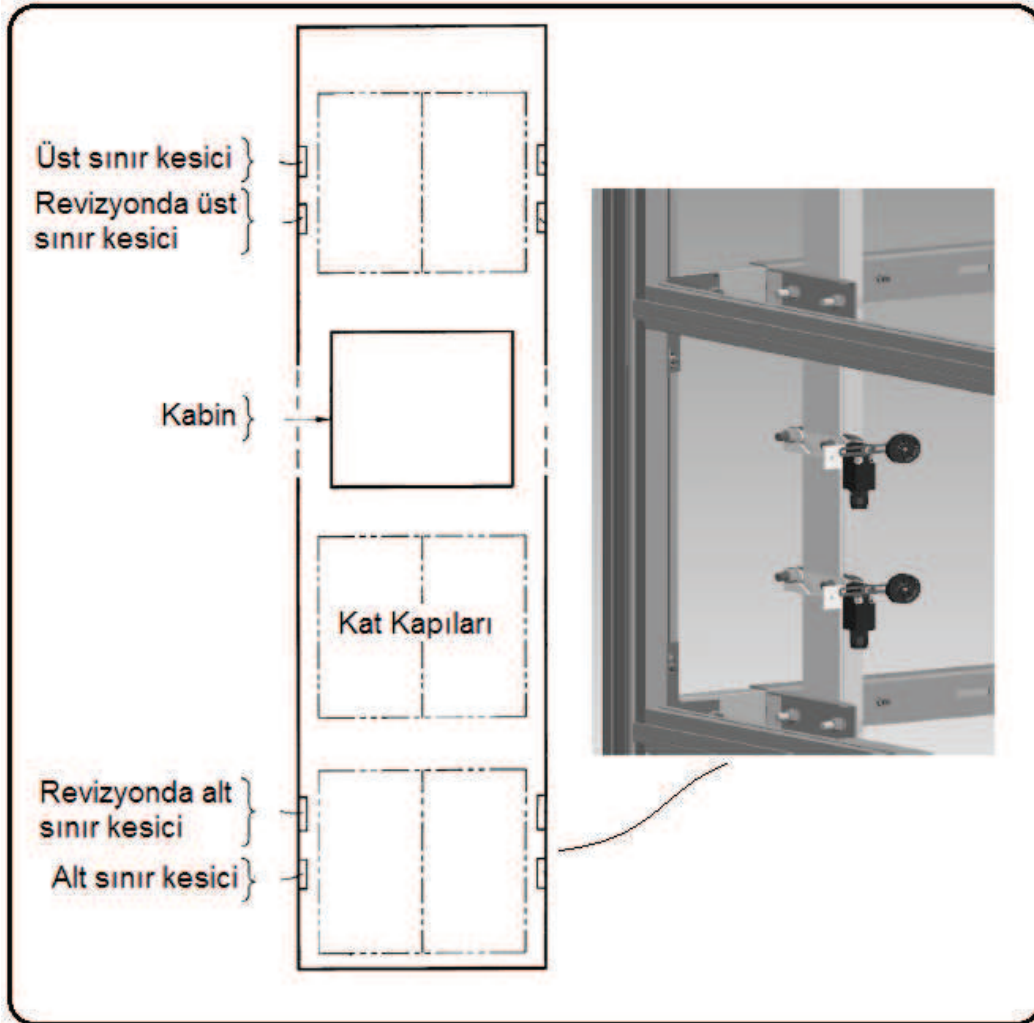 Üst sınır kesici
Revizyonda üst
sınır kesici
Kabin
Kat Kapıları
Revizyonda alt
sınır kesici
Alt sınır kesici